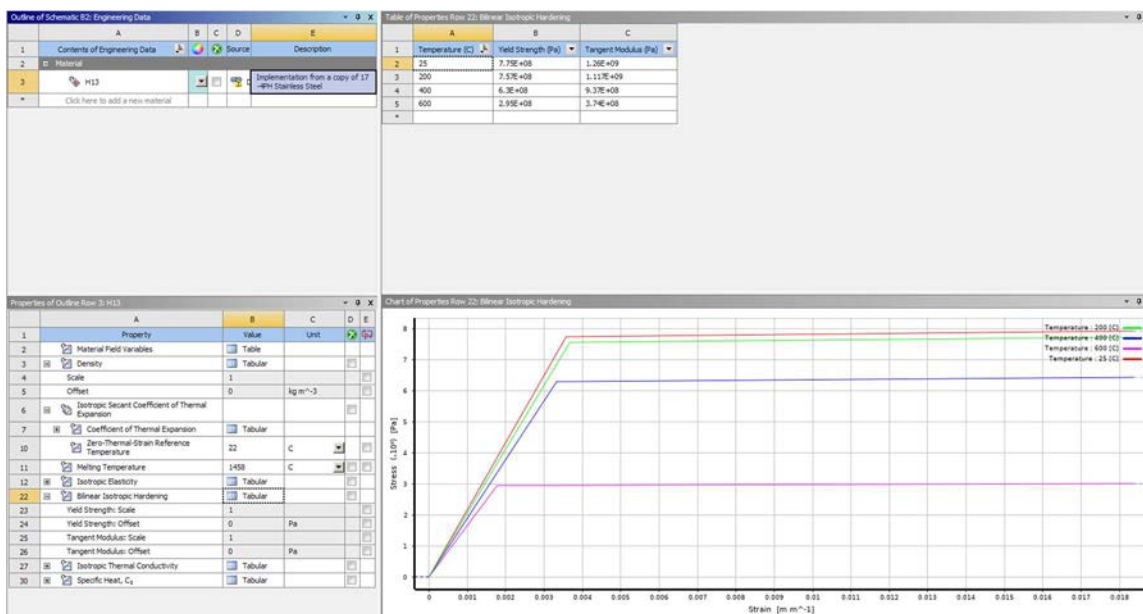 Outline of Schematic B2: Engineering Data
A B C D E
1 Contents of Engineering Data Source Description
2 Material
3 H13 Implementation from a copy of 17
-4PH Stainless Steel
* Click here to add a new material
Table of Properties Row 22: Bilinear Isotropic Hardening
A B C
1 Temperature (C) Yield Strength (Pa) Tangent Modulus (Pa)
2 25 7.75E+08 1.26E+09
3 200 7.57E+08 1.117E+09
4 400 6.3E+08 9.37E+08
5 600 2.95E+08 3.74E+08
*
Properties of Outline Row 3: H13
A B C D E
1 Property Value Unit
2 Material Field Variables Table
3 Density Tabular
4 Scale 1
5 Offset 0 kg m^-3
6 Isotropic Secant Coefficient of Thermal
Expansion
7 Coefficient of Thermal Expansion Tabular
10 Zero-Thermal-Strain Reference
Temperature 22 C
11 Melting Temperature 1458 C
12 Isotropic Elasticity Tabular
22 Bilinear Isotropic Hardening Tabular
23 Yield Strength: Scale 1
24 Yield Strength: Offset 0 Pa
25 Tangent Modulus: Scale 1
26 Tangent Modulus: Offset 0 Pa
27 Isotropic Thermal Conductivity Tabular
30 Specific Heat, Tabular
Chart of Properties Row 22: Bilinear Isotropic Hardening
Temperature : 200 [C]
Temperature : 400 [C]
Temperature : 600 [C]
Temperature : 25 [C]
8
7
6
5
4
3
2
1
0
Stress [Pa]
0 0.001 0.002 0.003 0.004 0.005 0.006 0.007 0.008 0.009 0.01 0.011 0.012 0.013 0.014 0.015 0.016 0.017 0.018
Strain [m m^-1]